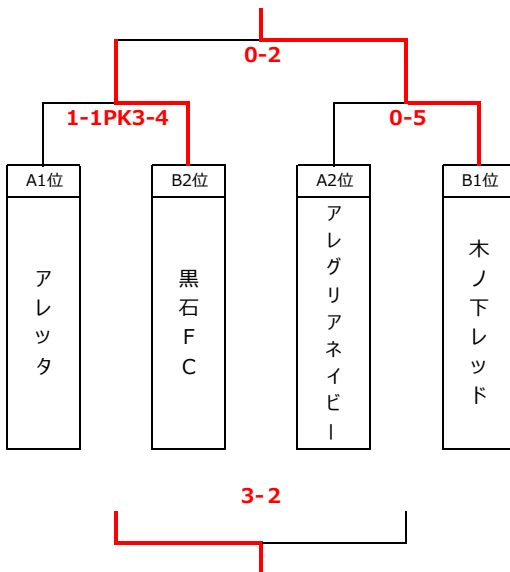 0-2
1-1PK3-4
0-5
A1位
B2位
A2位
B1位
アレッタ
黒石FC
アレグリアネイビー
木ノ下レッド
3-2